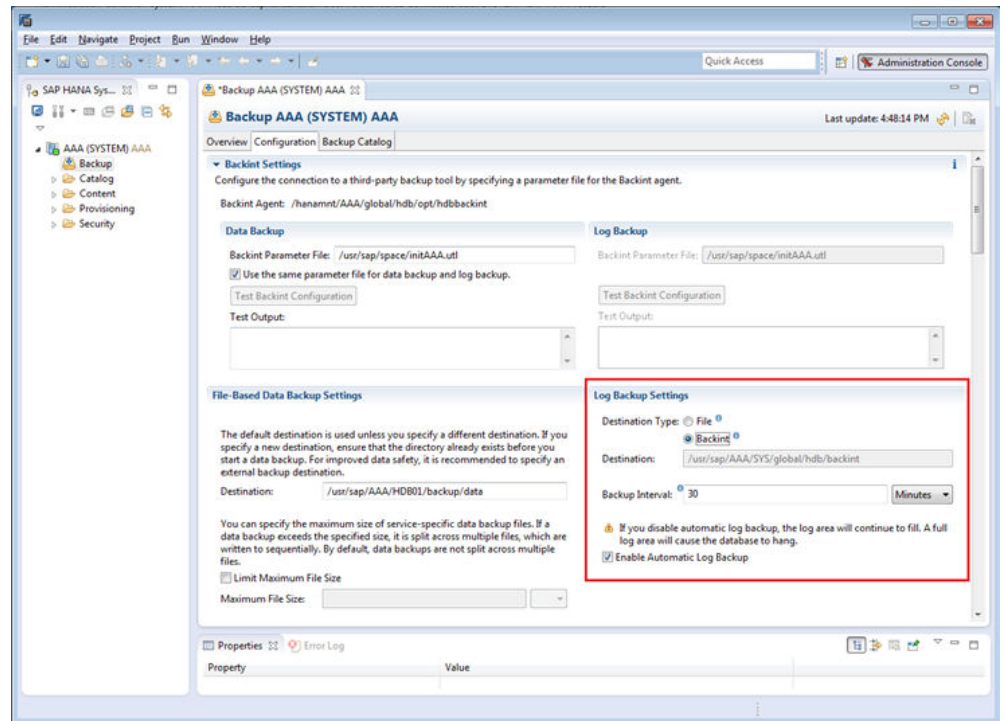 File Edit Navigate Project Run Window Help
Quick Access
Administration Console
SAP HANA Sys...
AAA (SYSTEM) AAA
Backup
Catalog
Content
Provisioning
Security
*Backup AAA (SYSTEM) AAA
Backup AAA (SYSTEM) AAA
Last update: 4:48:14 PM
Overview Configuration Backup Catalog
Backint Settings
Configure the connection to a third-party backup tool by specifying a parameter file for the Backint agent.
Backint Agent: /hanamnt/AAA/global/hdb/opt/hdbbackint
Data Backup
Backint Parameter File: /usr/sap/space/initAAA.utl
Use the same parameter file for data backup and log backup.
Test Backint Configuration
Test Output:
Log Backup
Backint Parameter File: /usr/sap/space/initAAA.utl
Test Backint Configuration
Test Output:
File-Based Data Backup Settings
The default destination is used unless you specify a different destination. If you
specify a new destination, ensure that the directory already exists before you
start a data backup. For improved data safety, it is recommended to specify an
external backup destination.
Destination: /usr/sap/AAA/HDB01/backup/data
You can specify the maximum size of service-specific data backup files. If a
data backup exceeds the specified size, it is split across multiple files, which are
written to sequentially. By default, data backups are not split across multiple
files.
Limit Maximum File Size
Maximum File Size:
Log Backup Settings
Destination Type: File
Backint
Destination: /usr/sap/AAA/SYS/global/hdb/backint
Backup Interval: 30 Minutes
If you disable automatic log backup, the log area will continue to fill. A full
log area will cause the database to hang.
Enable Automatic Log Backup
Properties Error Log
Property Value